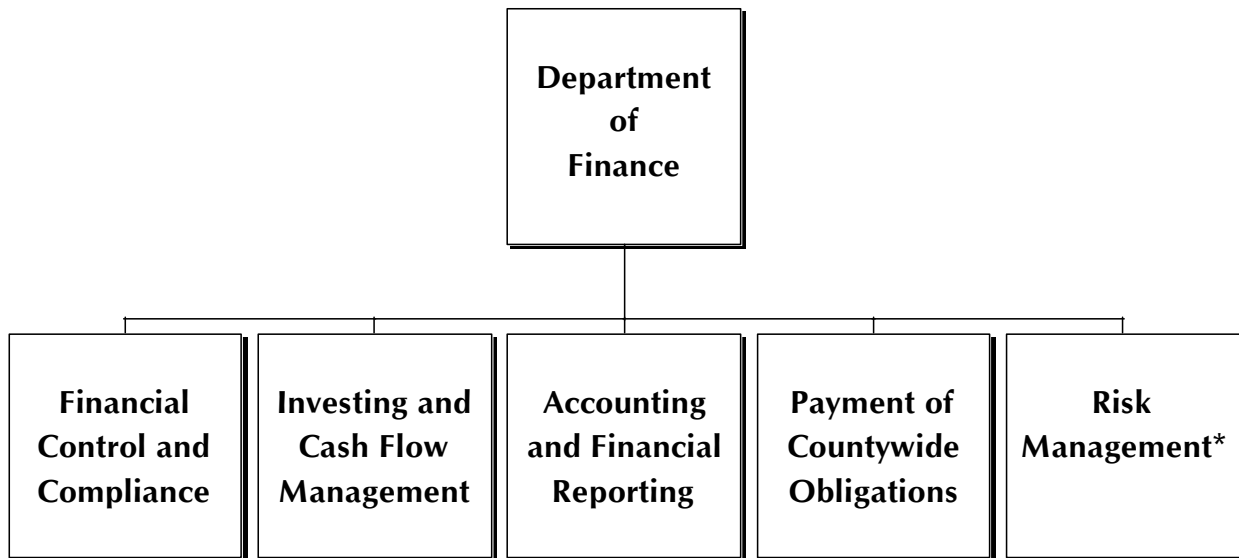 Department
of
Finance
Financial
Control and
Compliance
Investing and
Cash Flow
Management
Accounting
and Financial
Reporting
Payment of
Countywide
Obligations
Risk
Management*